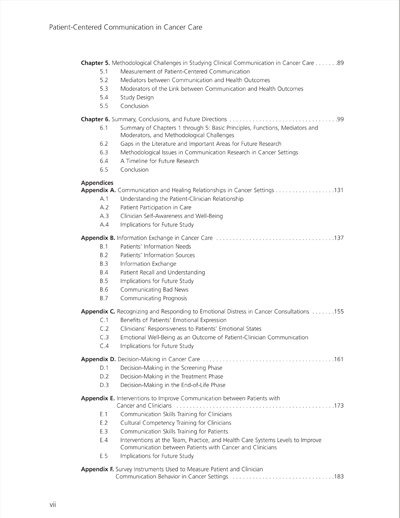 Patient-Centered Communication in Cancer Care
Chapter 5. Methodological Challenges in Studying Clinical Communication in Cancer Care . . . . . . .89
5.1 Measurement of Patient-Centered Communication
5.2 Mediators between Communication and Health Outcomes
5.3 Moderators of the Link between Communication and Health Outcomes
5.4 Study Design
5.5 Conclusion
Chapter 6. Summary, Conclusions, and Future Directions . . . . . . . . . . . . . . . . . . . . . . . . . . . . . . . . .99
6.1 Summary of Chapters 1 through 5: Basic Principles, Functions, Mediators and
Moderators, and Methodological Challenges
6.2 Gaps in the Literature and Important Areas for Future Research
6.3 Methodological Issues in Communication Research in Cancer Settings
6.4 A Timeline for Future Research
6.5 Conclusion
Appendices
Appendix A. Communication and Healing Relationships in Cancer Settings . . . . . . . . . . . . . . . . . .131
A.1 Understanding the Patient-Clinician Relationship
A.2 Patient Participation in Care
A.3 Clinician Self-Awareness and Well-Being
A.4 Implications for Future Study
Appendix B. Information Exchange in Cancer Care . . . . . . . . . . . . . . . . . . . . . . . . . . . . . . . . . . . .137
B.1 Patients' Information Needs
B.2 Patients' Information Sources
B.3 Information Exchange
B.4 Patient Recall and Understanding
B.5 Implications for Future Study
B.6 Communicating Bad News
B.7 Communicating Prognosis
Appendix C. Recognizing and Responding to Emotional Distress in Cancer Consultations . . . . . . .155
C.1 Benefits of Patients' Emotional Expression
C.2 Clinicians' Responsiveness to Patients' Emotional States
C.3 Emotional Well-Being as an Outcome of Patient-Clinician Communication
C.4 Implications for Future Study
Appendix D. Decision-Making in Cancer Care . . . . . . . . . . . . . . . . . . . . . . . . . . . . . . . . . . . . . . . .161
D.1 Decision-Making in the Screening Phase
D.2 Decision-Making in the Treatment Phase
D.3 Decision-Making in the End-of-Life Phase
Appendix E. Interventions to Improve Communication between Patients with
Cancer and Clinicians . . . . . . . . . . . . . . . . . . . . . . . . . . . . . . . . . . . . . . . . . . . . . . . .173
E.1 Communication Skills Training for Clinicians
E.2 Cultural Competency Training for Clinicians
E.3 Communication Skills Training for Patients
E.4 Interventions at the Team, Practice, and Health Care Systems Levels to Improve
Communication between Patients with Cancer and Clinicians
E.5 Implications for Future Study
Appendix F. Survey Instruments Used to Measure Patient and Clinician
Communication Behavior in Cancer Settings . . . . . . . . . . . . . . . . . . . . . . . . . . . . . . .183
vii